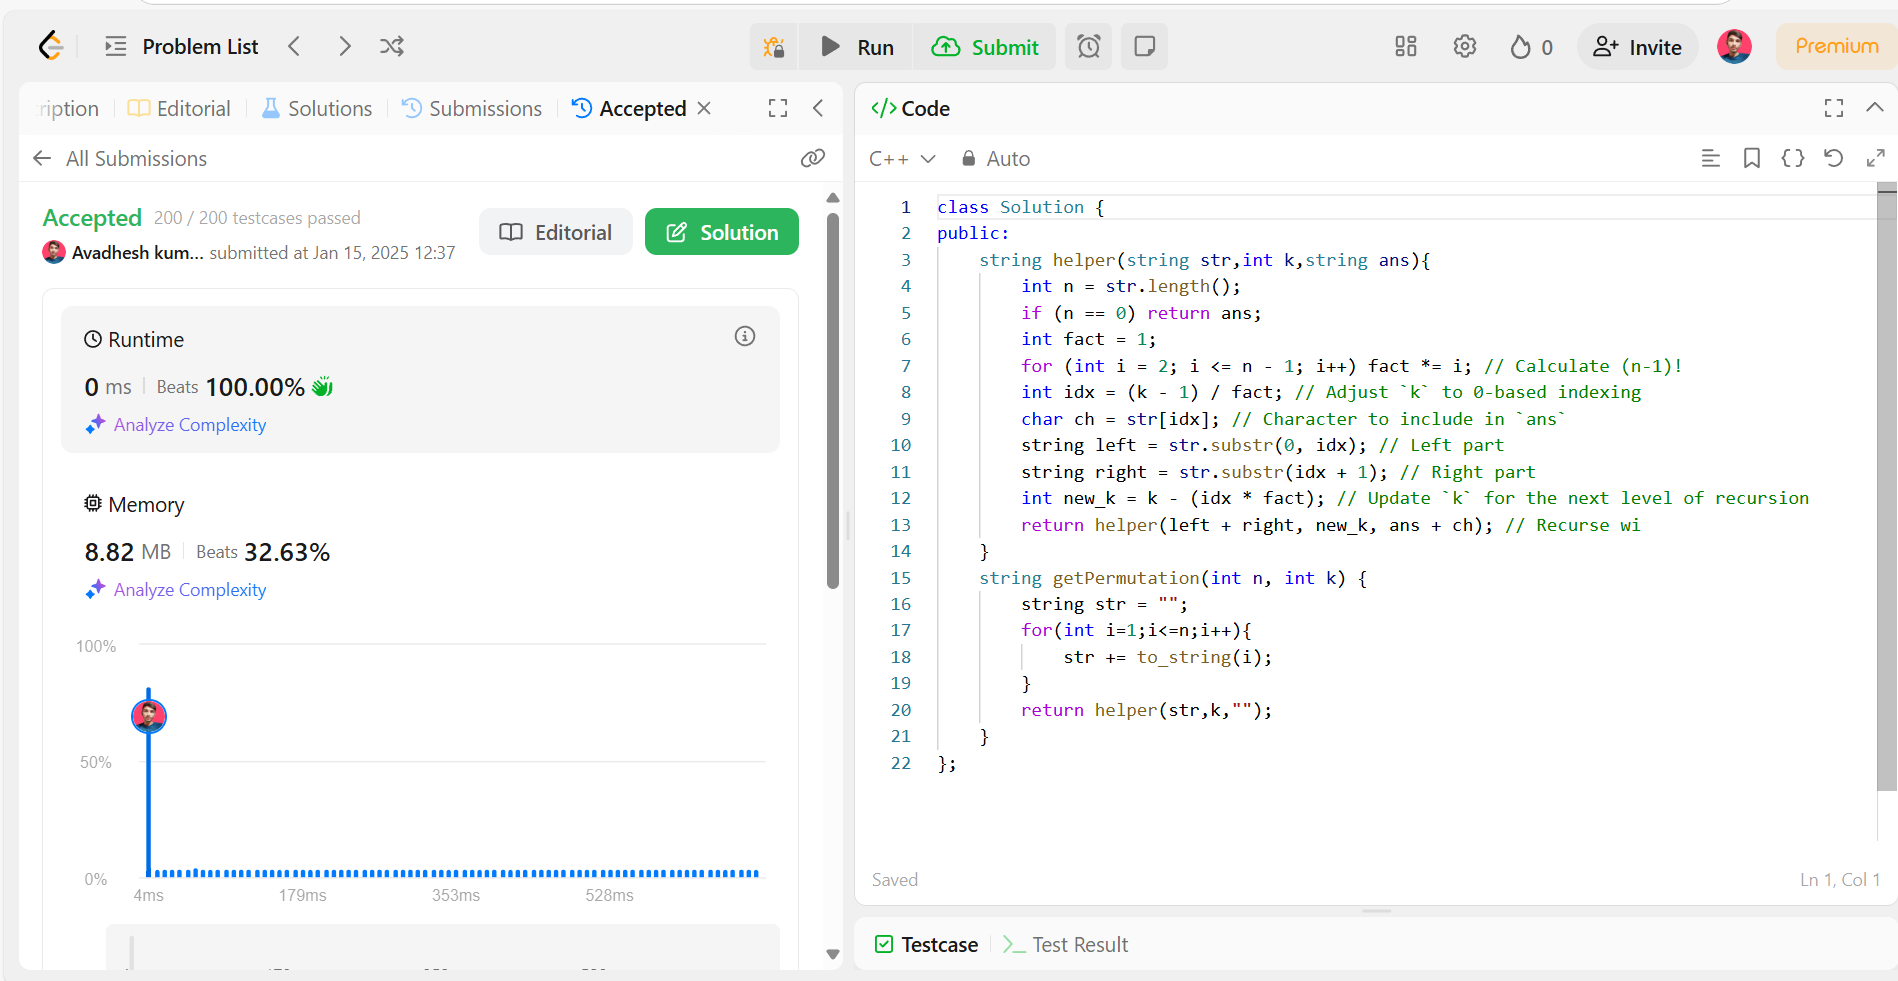 Problem List
Run
Submit
0
Invite
Premium
ription
Editorial
Solutions
Submissions
Accepted
All Submissions
Accepted 200 / 200 testcases passed
Avadhesh kum... submitted at Jan 15, 2025 12:37
Editorial
Solution
Runtime
0 ms Beats 100.00%
Analyze Complexity
Memory
8.82 MB Beats 32.63%
Analyze Complexity
100%
50%
0%
4ms 179ms 353ms 528ms
</> Code
C++ Auto
1 class Solution {
2 public:
3     string helper(string str,int k,string ans){
4         int n = str.length();
5         if (n == 0) return ans;
6         int fact = 1;
7         for (int i = 2; i <= n - 1; i++) fact *= i; // Calculate (n-1)!
8         int idx = (k - 1) / fact; // Adjust `k` to 0-based indexing
9         char ch = str[idx]; // Character to include in `ans`
10         string left = str.substr(0, idx); // Left part
11         string right = str.substr(idx + 1); // Right part
12         int new_k = k - (idx * fact); // Update `k` for the next level of recursion
13         return helper(left + right, new_k, ans + ch); // Recurse wi
14     }
15     string getPermutation(int n, int k) {
16         string str = "";
17         for(int i=1;i<=n;i++){
18             str += to_string(i);
19         }
20         return helper(str,k,"");
21     }
22 };
Saved
Ln 1, Col 1
Testcase
Test Result